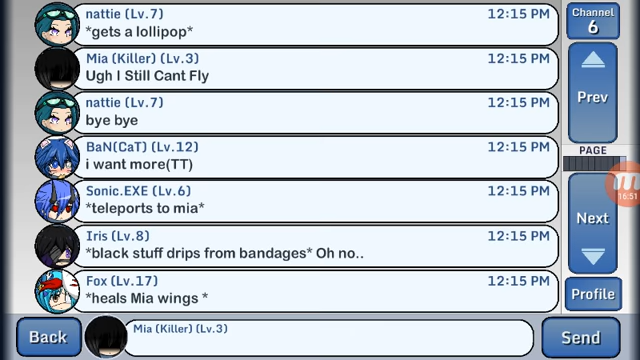 nattie (Lv.7) 12:15 PM
*gets a lollipop*
Mia (Killer) (Lv.3) 12:15 PM
Ugh I Still Cant Fly
nattie (Lv.7) 12:15 PM
bye bye
BaN(CaT) (Lv.12) 12:15 PM
i want more(TT)
Sonic.EXE (Lv.6) 12:15 PM
*teleports to mia*
Iris (Lv.8) 12:15 PM
*black stuff drips from bandages* Oh no..
Fox (Lv.17) 12:15 PM
*heals Mia wings *
Channel
6
Prev
PAGE
16:51
Next
Profile
Back
Mia (Killer) (Lv.3)
Send